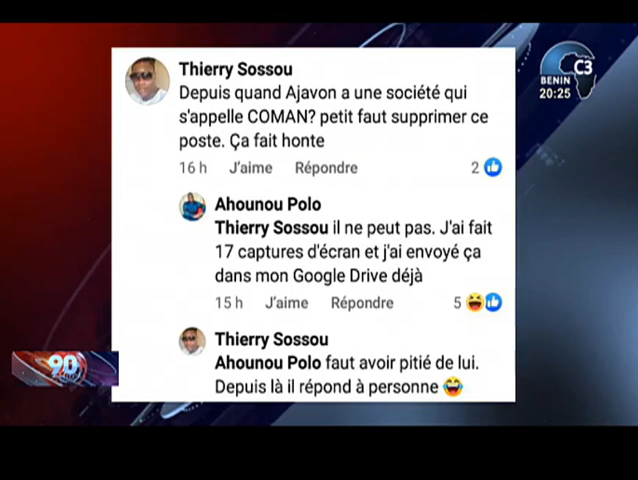 C3
BENIN
20:25
Thierry Sossou
Depuis quand Ajavon a une société qui
s'appelle COMAN? petit faut supprimer ce
poste. Ça fait honte
16 h J'aime Répondre 2
Ahounou Polo
Thierry Sossou il ne peut pas. J'ai fait
17 captures d'écran et j'ai envoyé ça
dans mon Google Drive déjà
15 h J'aime Répondre 5
Thierry Sossou
Ahounou Polo faut avoir pitié de lui.
Depuis là il répond à personne 😂
90